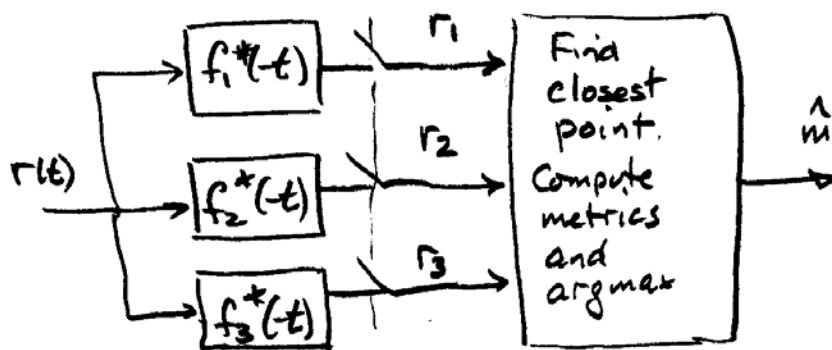 r(t)
f₁*(-t)
r₁
f₂*(-t)
r₂
f₃*(-t)
r₃
Find
closest
point.
Compute
metrics
and
argmax
m̂